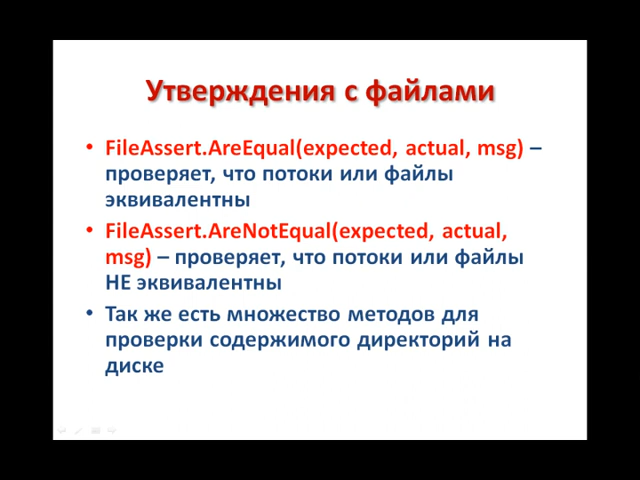 Утверждения с файлами
• FileAssert.AreEqual(expected, actual, msg) –
проверяет, что потоки или файлы
эквивалентны
• FileAssert.AreNotEqual(expected, actual,
msg) – проверяет, что потоки или файлы
НЕ эквивалентны
• Так же есть множество методов для
проверки содержимого директорий на
диске